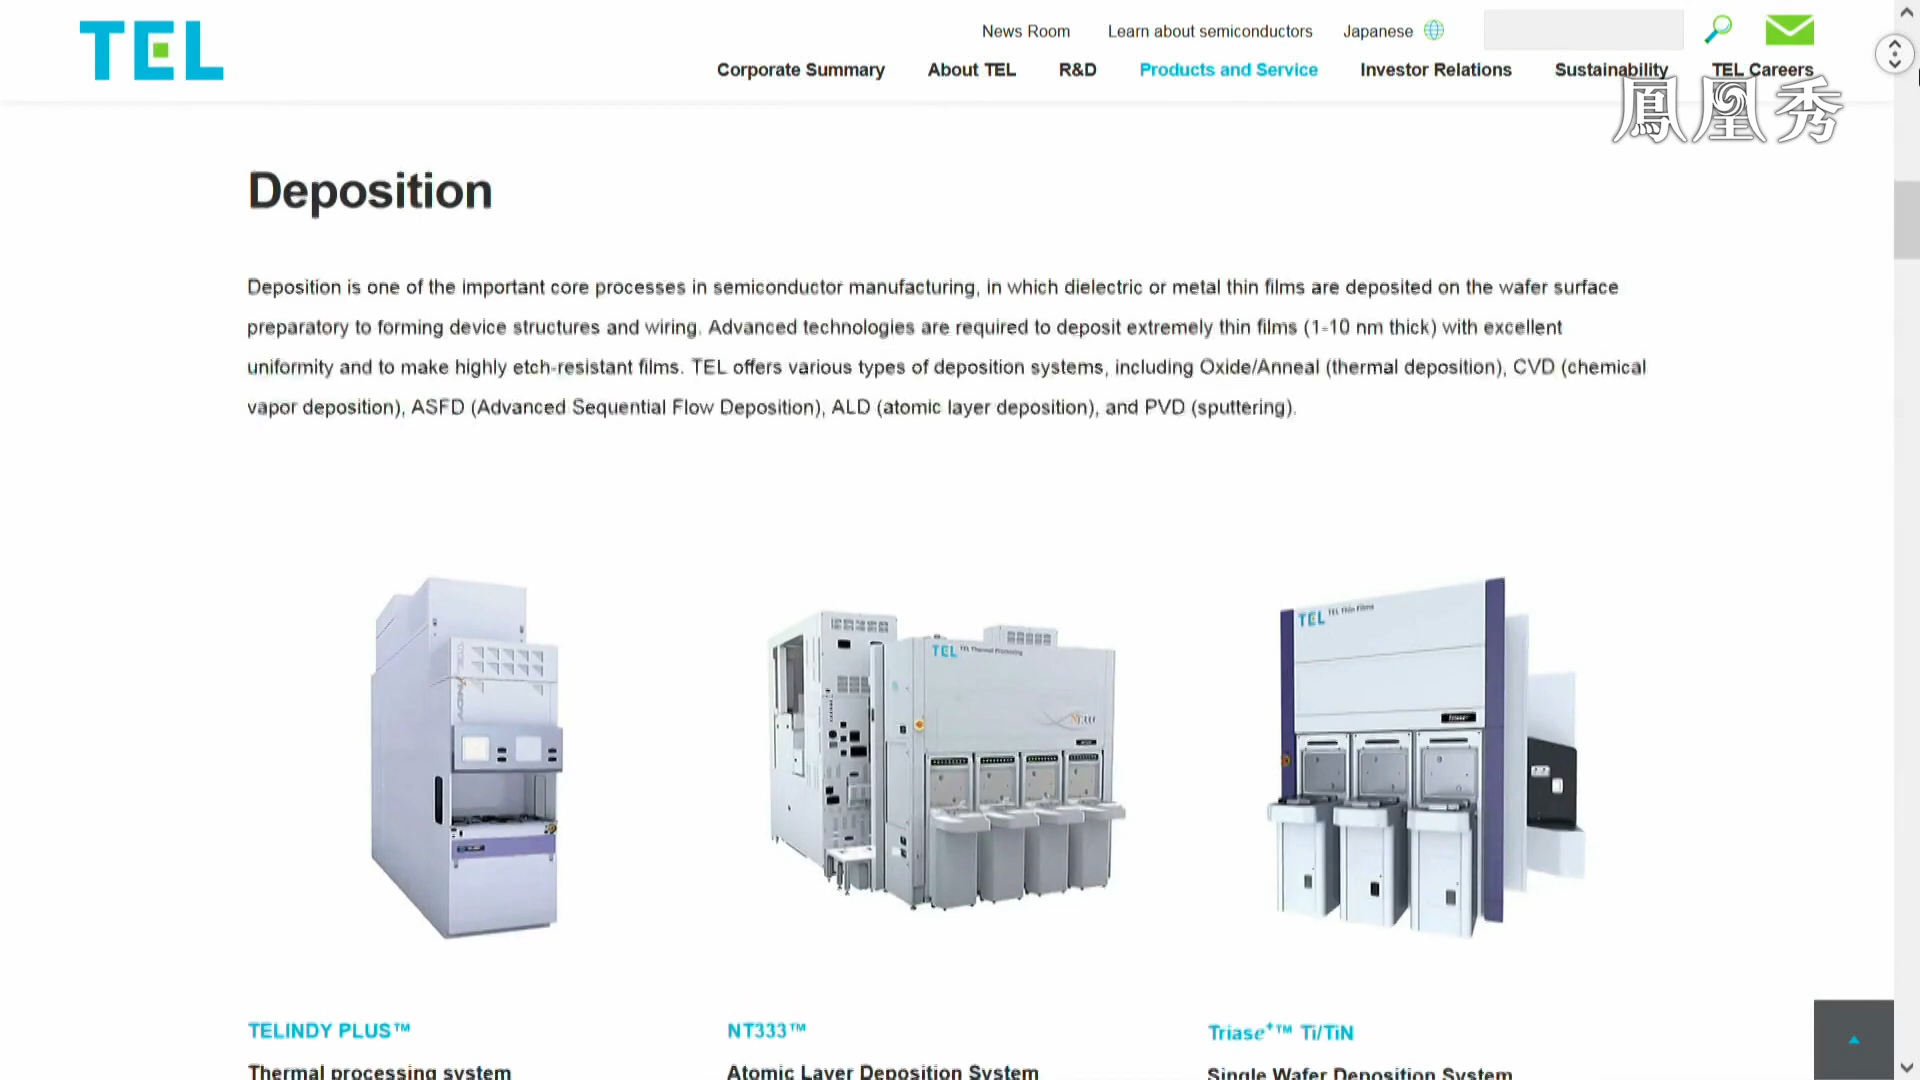 TEL
News Room
Learn about semiconductors
Japanese
Corporate Summary
About TEL
R&D
Products and Service
Investor Relations
Sustainability
TEL Careers
鳳凰秀
Deposition
Deposition is one of the important core processes in semiconductor manufacturing, in which dielectric or metal thin films are deposited on the wafer surface
preparatory to forming device structures and wiring. Advanced technologies are required to deposit extremely thin films (1-10 nm thick) with excellent
uniformity and to make highly etch-resistant films. TEL offers various types of deposition systems, including Oxide/Anneal (thermal deposition), CVD (chemical
vapor deposition), ASFD (Advanced Sequential Flow Deposition), ALD (atomic layer deposition), and PVD (sputtering).
TEL TEL Thermal Processing
TEL TEL Thin Films
TELINDY PLUS™
NT333™
Triase⁺™ Ti/TiN
Thermal processing system
Atomic Layer Deposition System
Single Wafer Deposition System